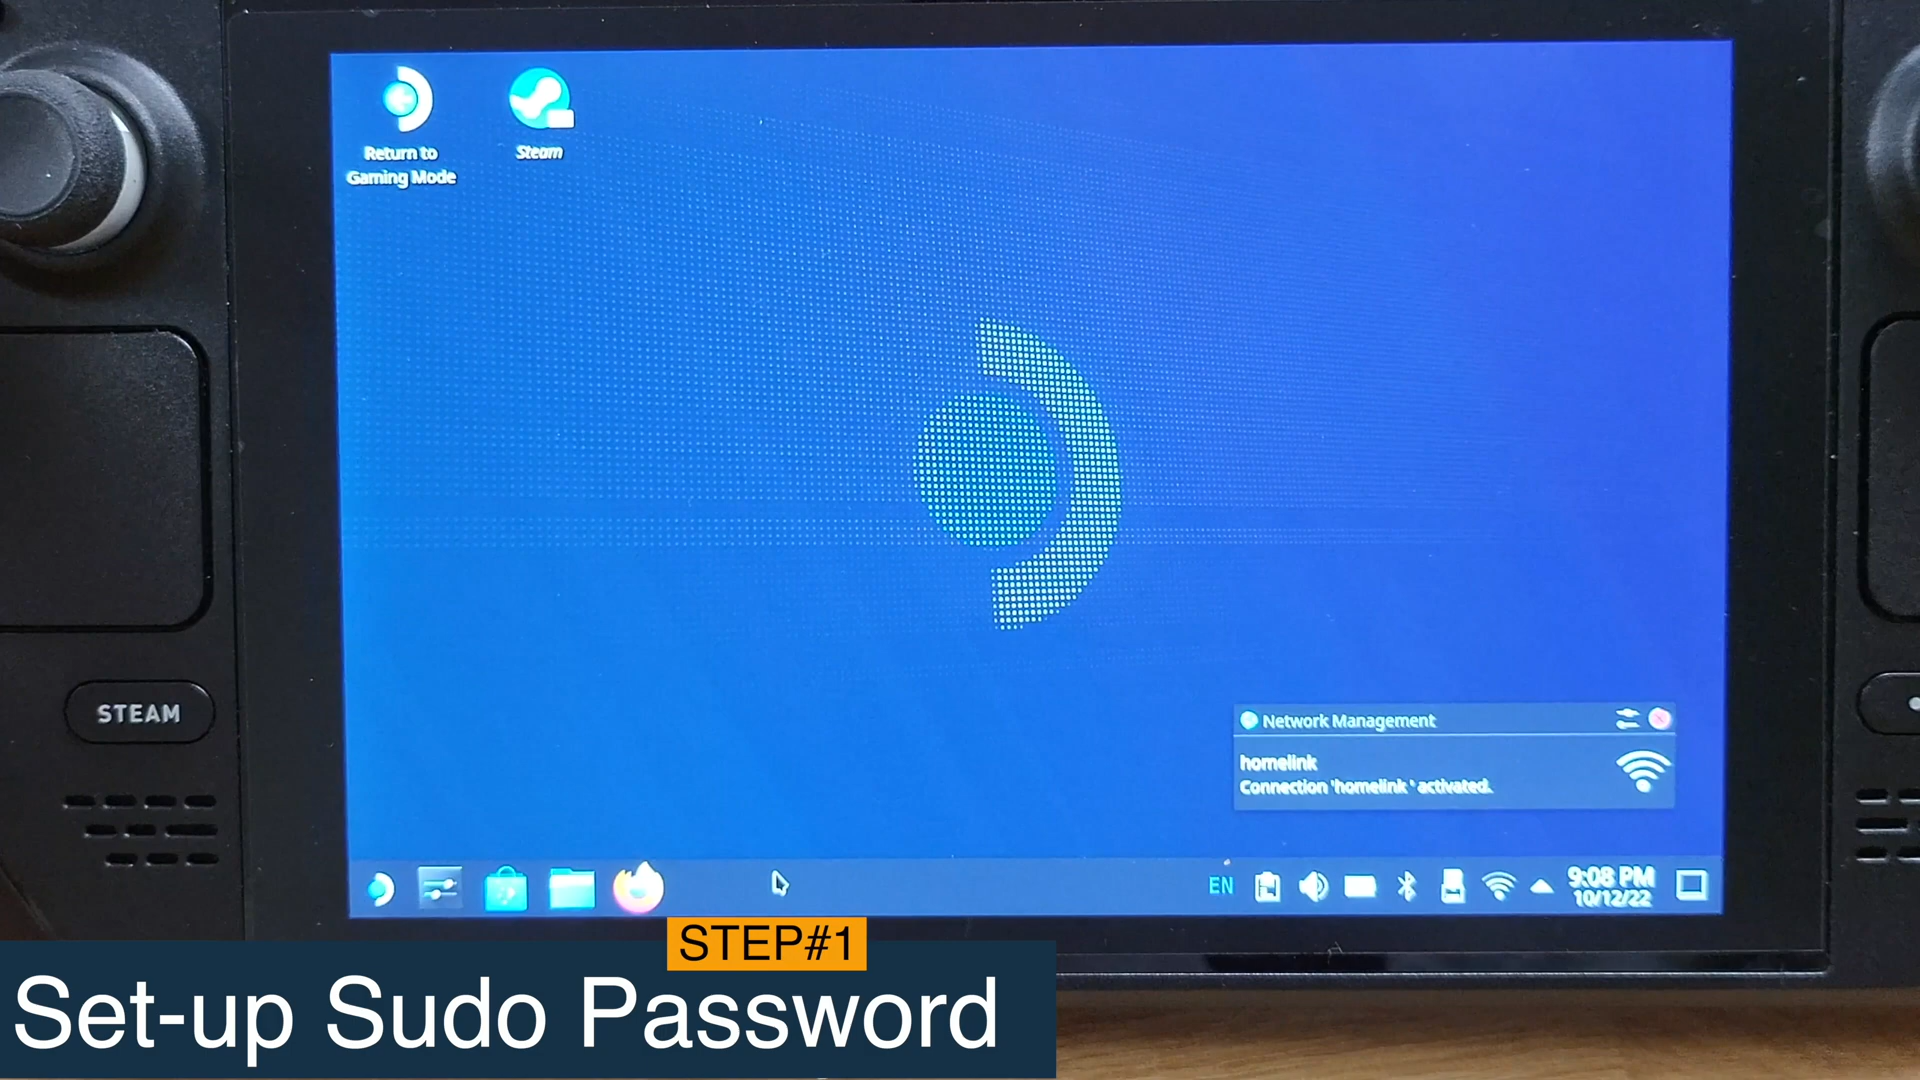 Return to
Gaming Mode
Steam
STEAM
Network Management
homelink
Connection 'homelink ' activated.
EN
9:08 PM
10/12/22
STEP#1
Set-up Sudo Password